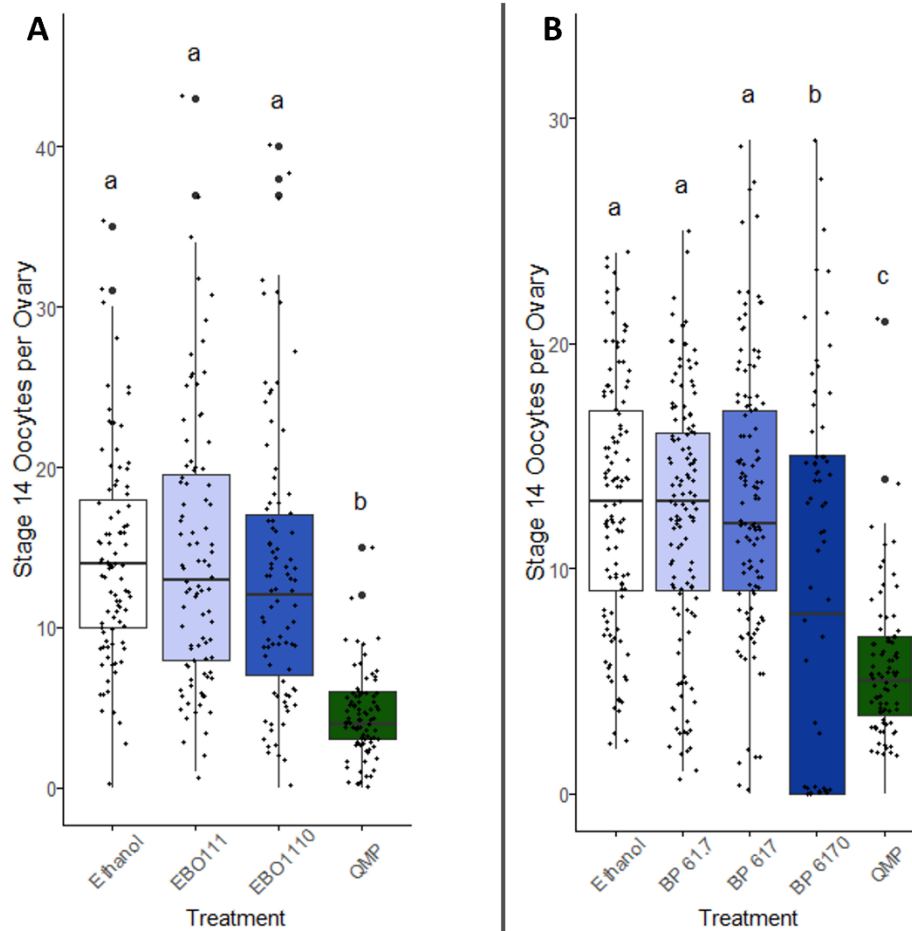 A
a
a
a
b
40
30
20
10
0
Stage 14 Oocytes per Ovary
Ethanol
EBO111
EBO1110
QMP
Treatment
B
a
a
a
b
c
30
20
10
0
Stage 14 Oocytes per Ovary
Ethanol
BP 61.7
BP 617
BP 6170
QMP
Treatment